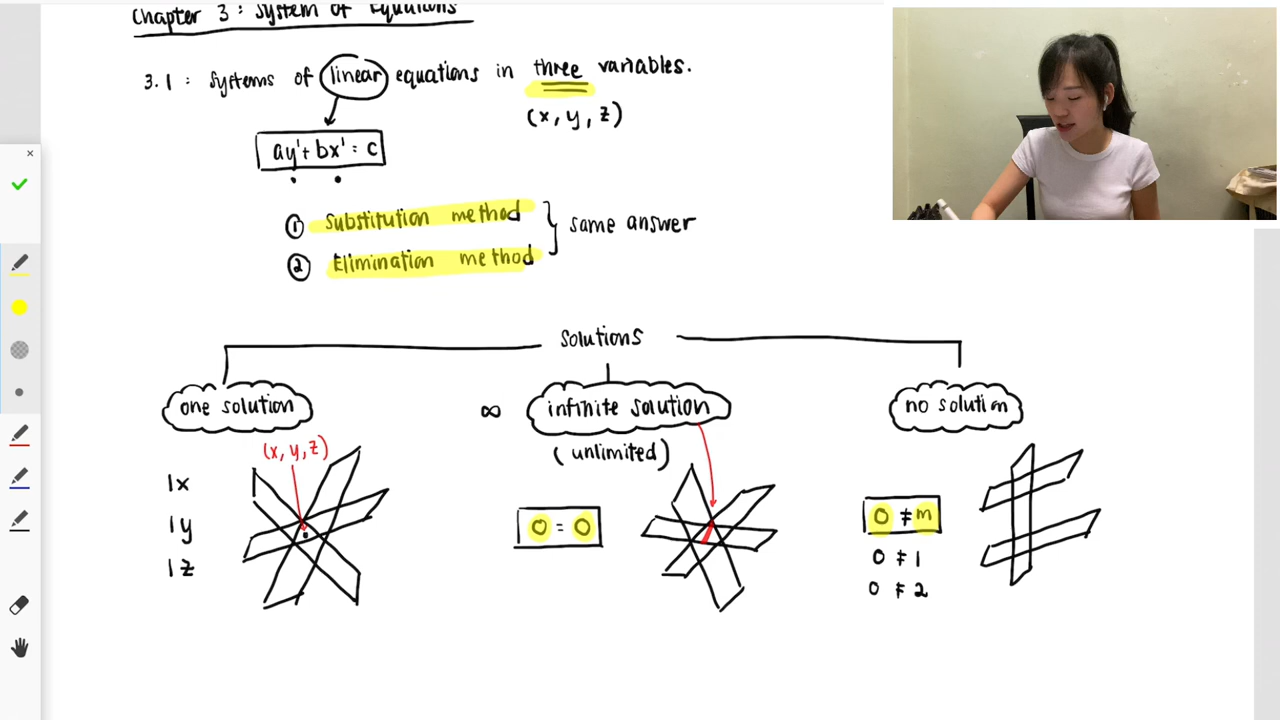 Chapter 3 : System of Equations
3.1 : Systems of linear equations in three variables.
(x, y, z)
ay¹ + bx¹ = c
① Substitution method
② Elimination method
} same answer
solutions
one solution
∞ infinite solution
no solution
(unlimited)
(x, y, z)
1x
1y
1z
0 = 0
0 ≠ m
0 ≠ 1
0 ≠ 2